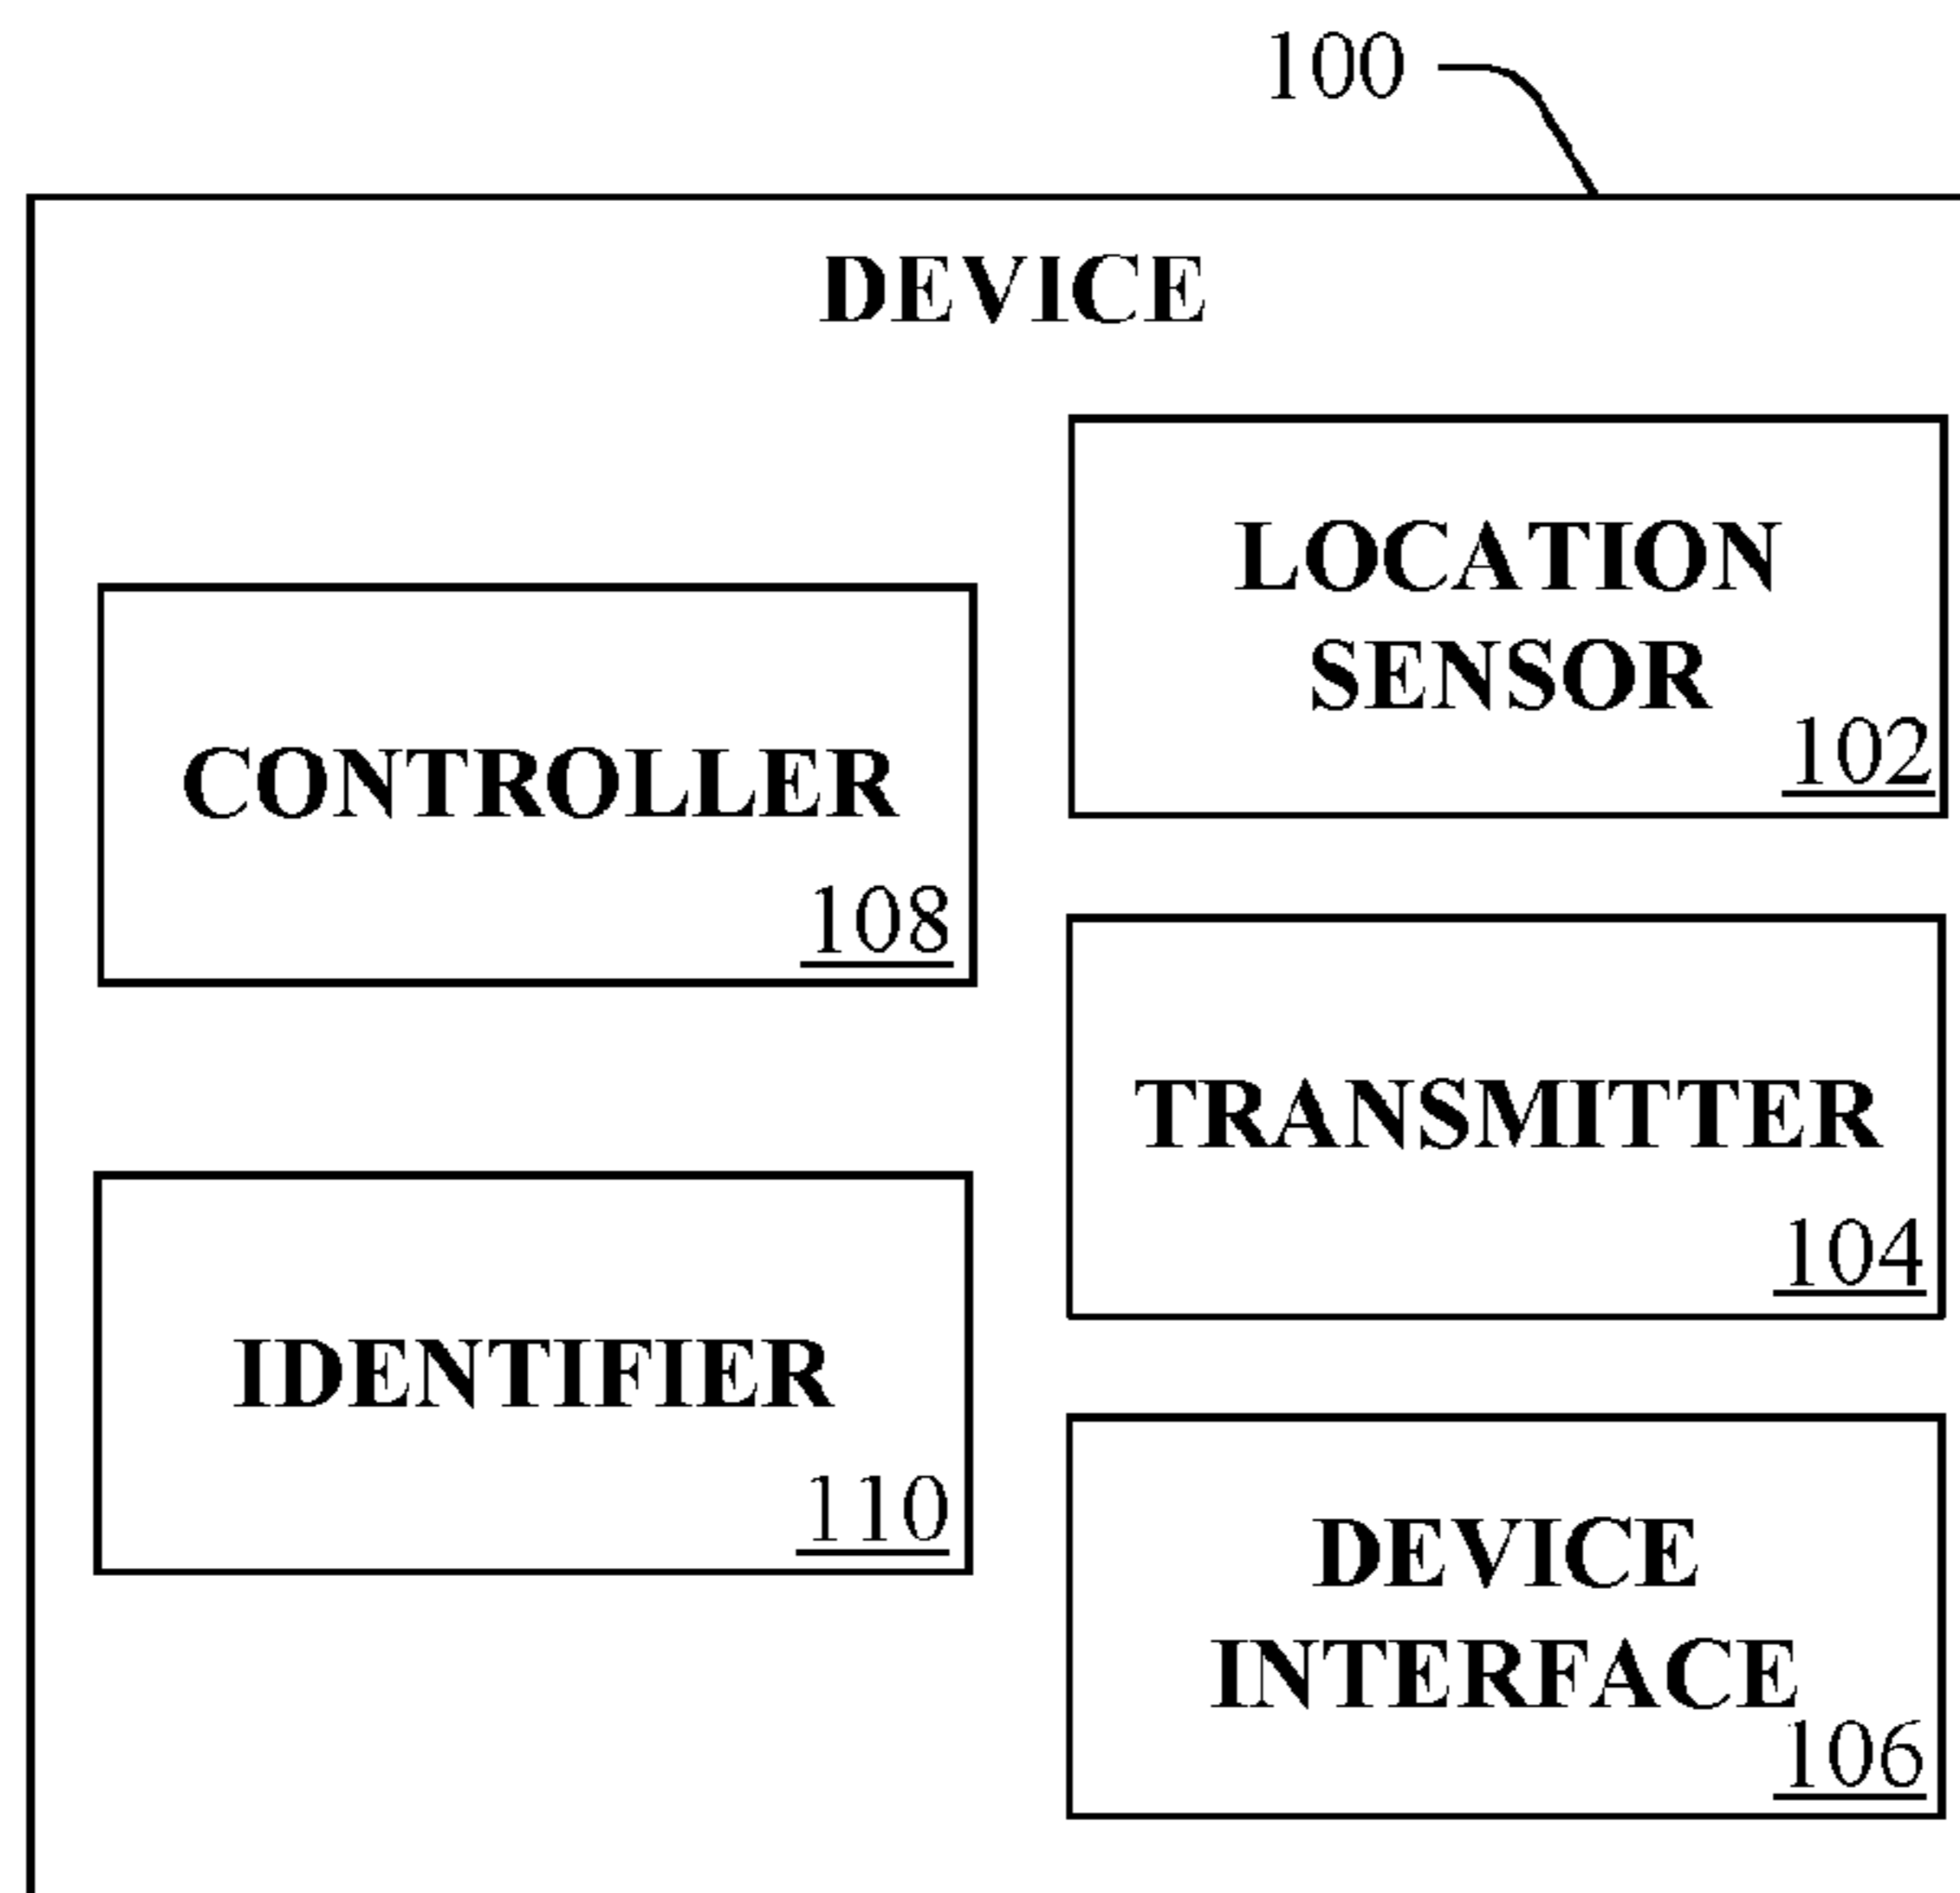 100
DEVICE
LOCATION
SENSOR
102
CONTROLLER
108
TRANSMITTER
104
IDENTIFIER
110
DEVICE
INTERFACE
106